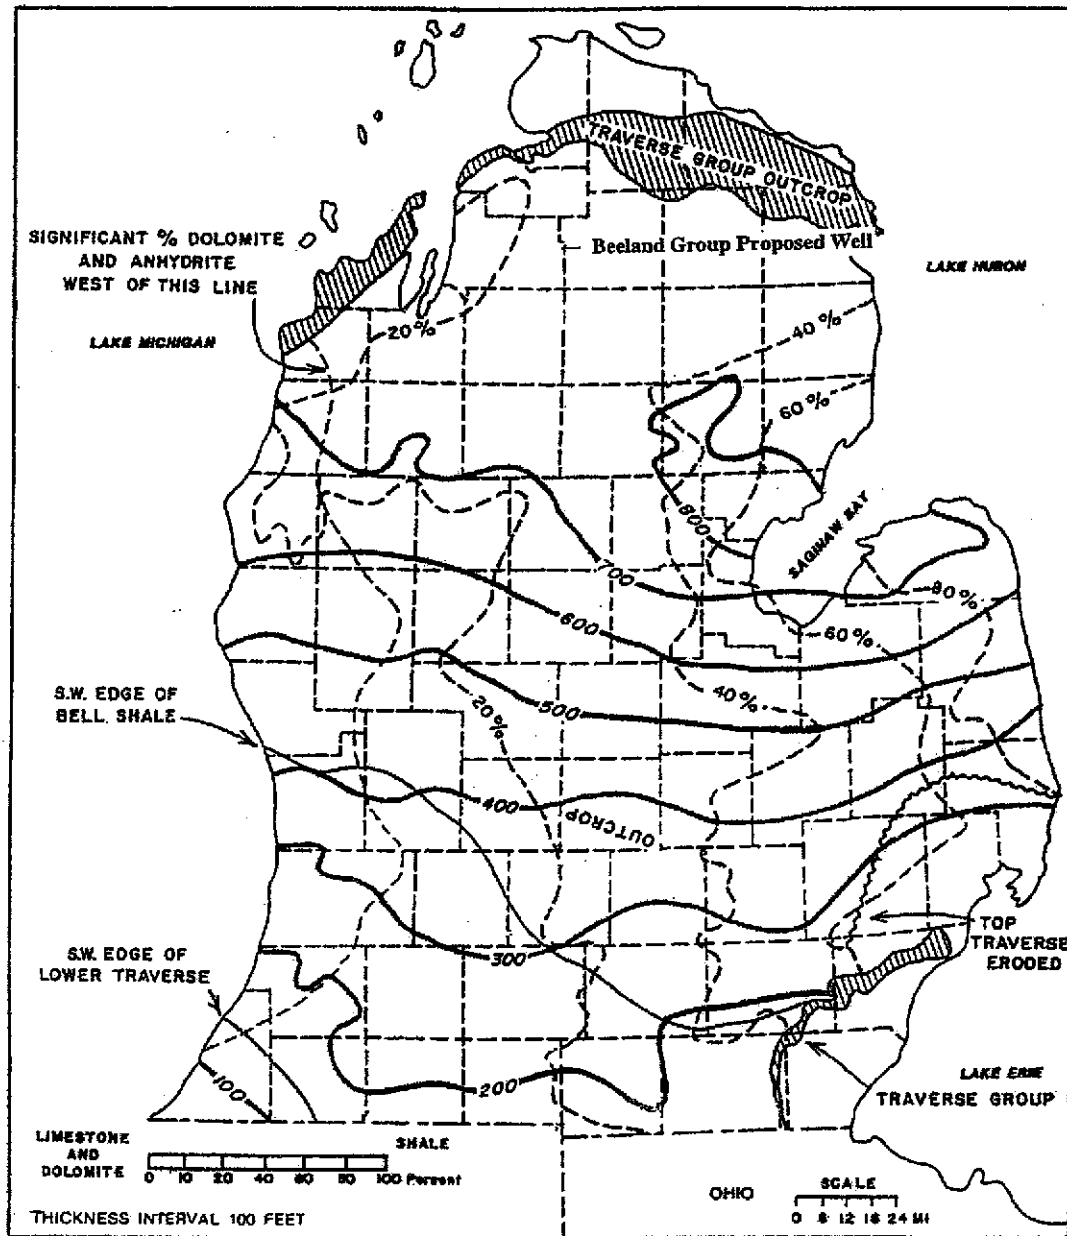 TRAVERSE GROUP OUTCROP
SIGNIFICANT % DOLOMITE
AND ANHYDRITE
WEST OF THIS LINE
Beeland Group Proposed Well
LAKE HURON
LAKE MICHIGAN
20%
40%
60%
SAGINAW BAY
800
700
80%
600
60%
S.W. EDGE OF
BELL SHALE
40%
500
20%
400
OUTCROP
TOP
TRAVERSE
ERODED
S.W. EDGE OF
LOWER TRAVERSE
300
200
100
LAKE ERIE
TRAVERSE GROUP
LIMESTONE
AND
DOLOMITE
SHALE
0 10 20 40 60 80 100 Percent
OHIO
SCALE
0 6 12 18 24 MI
THICKNESS INTERVAL 100 FEET